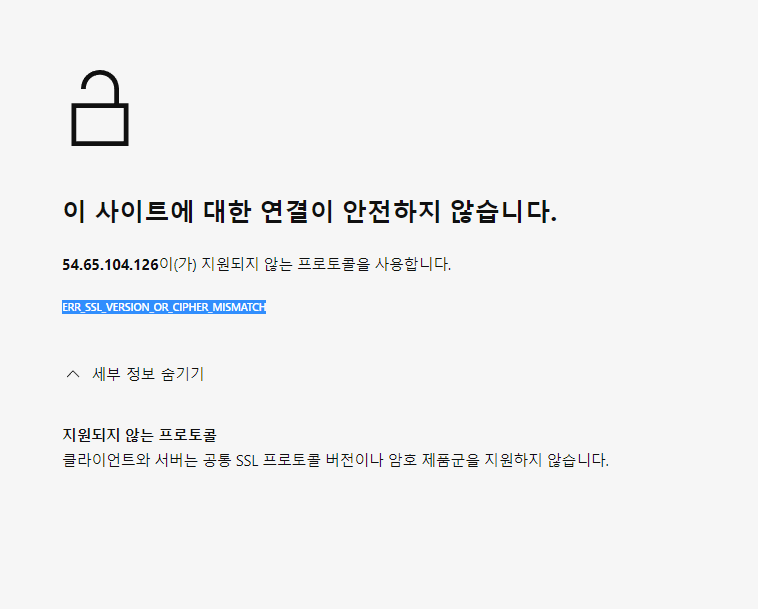 이 사이트에 대한 연결이 안전하지 않습니다.
54.65.104.126이(가) 지원되지 않는 프로토콜을 사용합니다.
ERR_SSL_VERSION_OR_CIPHER_MISMATCH
세부 정보 숨기기
지원되지 않는 프로토콜
클라이언트와 서버는 공통 SSL 프로토콜 버전이나 암호 제품군을 지원하지 않습니다.